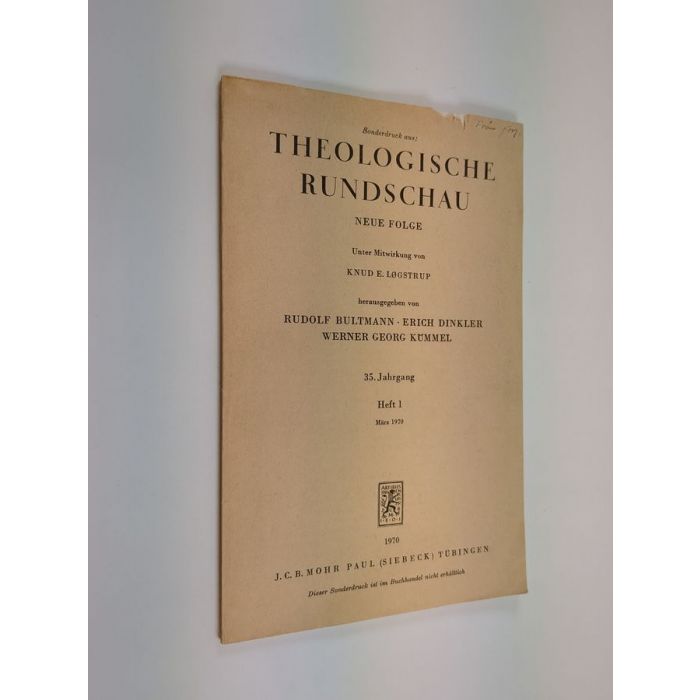 Sonderdruck aus:
THEOLOGISCHE
RUNDSCHAU
NEUE FOLGE
Unter Mitwirkung von
KNUD E. LØGSTRUP
herausgegeben von
RUDOLF BULTMANN · ERICH DINKLER
WERNER GEORG KÜMMEL
35. Jahrgang
Heft 1
März 1970
1970
J. C. B. MOHR PAUL (SIEBECK) TÜBINGEN
Dieser Sonderdruck ist im Buchhandel nicht erhältlich